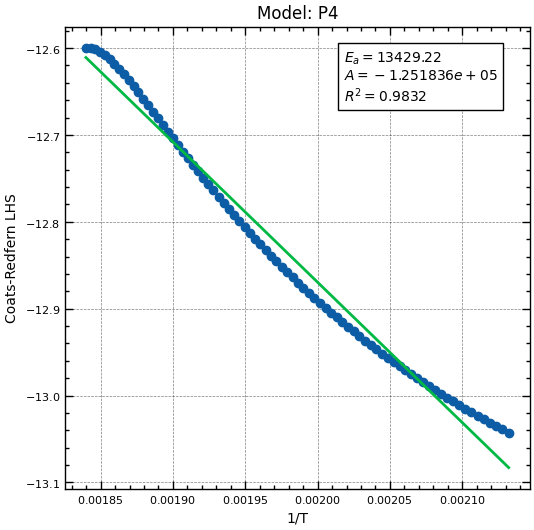 Model: P4
E_a = 13429.22
A = −1.251836e + 05
R^2 = 0.9832
Coats-Redfern LHS
−12.6
−12.7
−12.8
−12.9
−13.0
−13.1
0.00185 0.00190 0.00195 0.00200 0.00205 0.00210
1/T